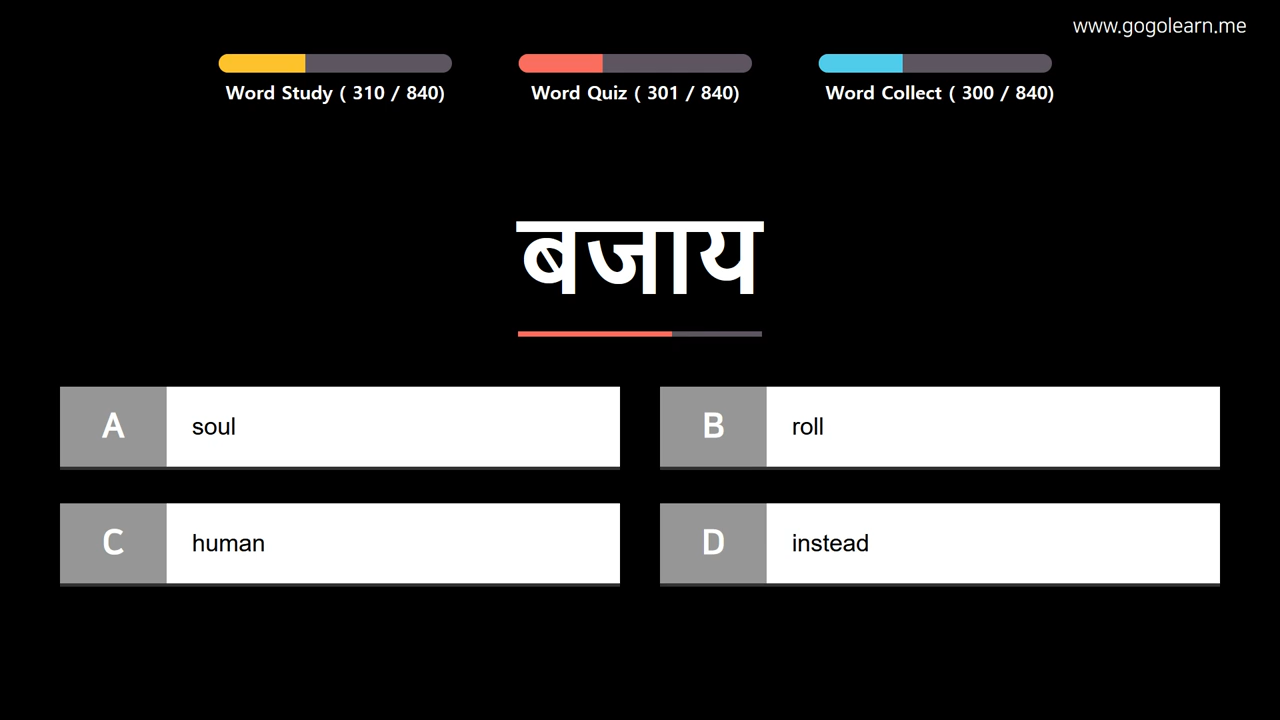 www.gogolearn.me
Word Study ( 310 / 840)
Word Quiz ( 301 / 840)
Word Collect ( 300 / 840)
बजाय
A soul
B roll
C human
D instead